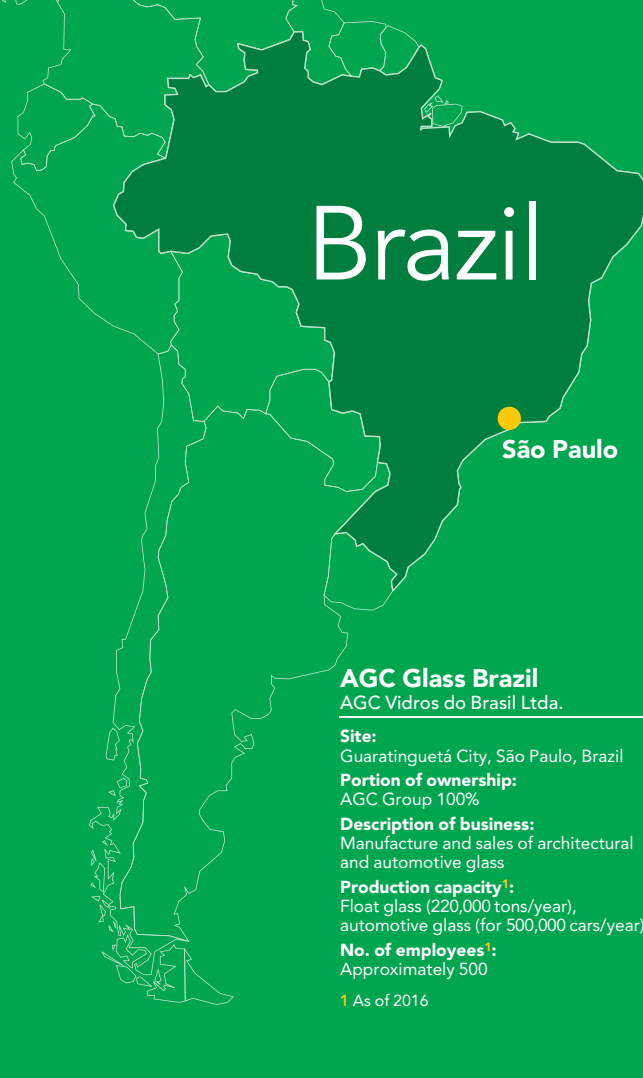 Brazil
São Paulo
AGC Glass Brazil
AGC Vidros do Brasil Ltda.
Site:
Guaratinguetá City, São Paulo, Brazil
Portion of ownership:
AGC Group 100%
Description of business:
Manufacture and sales of architectural
and automotive glass
Production capacity¹:
Float glass (220,000 tons/year),
automotive glass (for 500,000 cars/year)
No. of employees¹:
Approximately 500
1 As of 2016